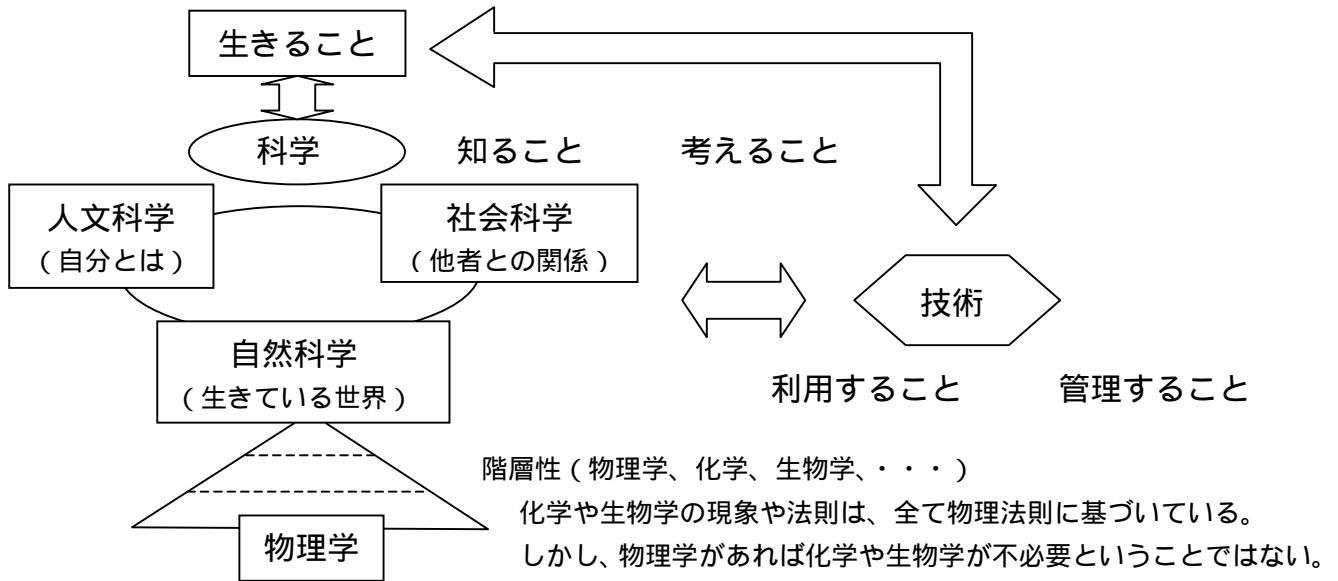 生きること
科学
知ること
考えること
人文科学
（自分とは）
社会科学
（他者との関係）
技術
自然科学
（生きている世界）
利用すること
管理すること
階層性（物理学、化学、生物学、・・・）
化学や生物学の現象や法則は、全て物理法則に基づいている。
しかし、物理学があれば化学や生物学が不必要ということではない。
物理学